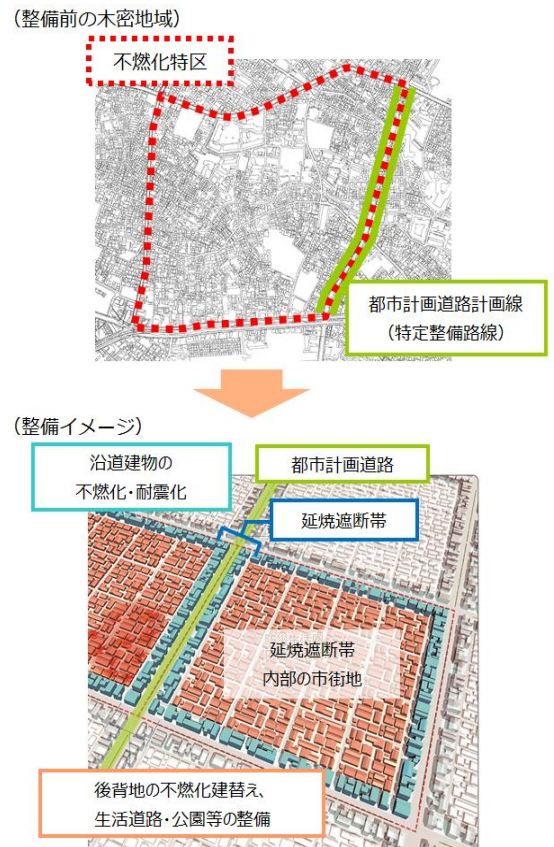 （整備前の木密地域）
不燃化特区
都市計画道路計画線
（特定整備路線）
（整備イメージ）
沿道建物の
不燃化・耐震化
都市計画道路
延焼遮断帯
延焼遮断帯
内部の市街地
後背地の不燃化建替え、
生活道路・公園等の整備